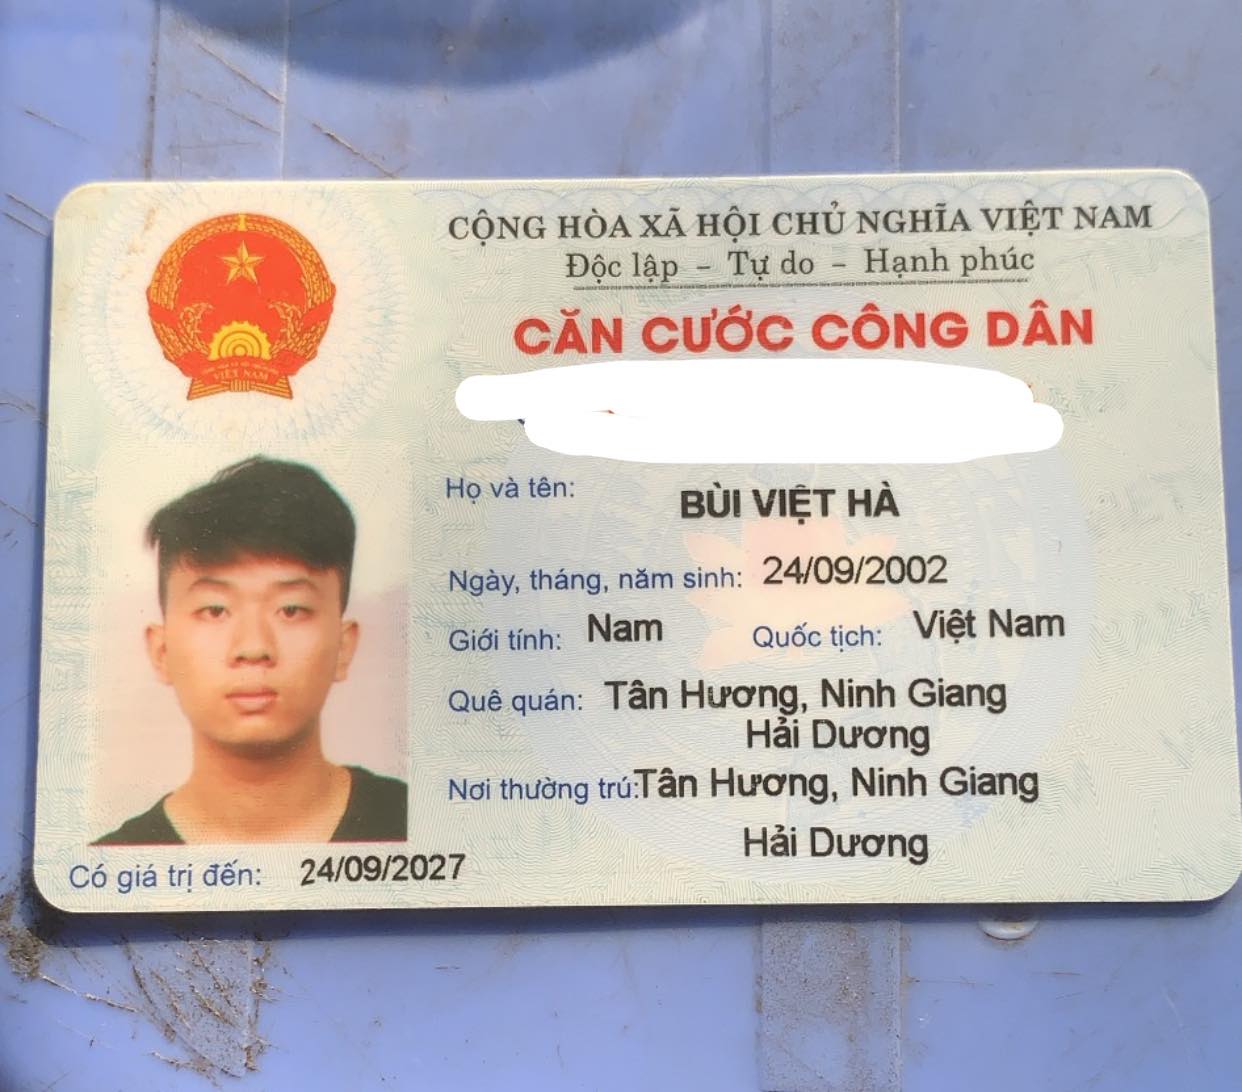 CỘNG HÒA XÃ HỘI CHỦ NGHĨA VIỆT NAM
Độc lập - Tự do - Hạnh phúc
CĂN CƯỚC CÔNG DÂN
VIỆT NAM
Họ và tên: BÙI VIỆT HÀ
Ngày, tháng, năm sinh: 24/09/2002
Giới tính: Nam Quốc tịch: Việt Nam
Quê quán: Tân Hương, Ninh Giang
Hải Dương
Nơi thường trú: Tân Hương, Ninh Giang
Hải Dương
Có giá trị đến: 24/09/2027